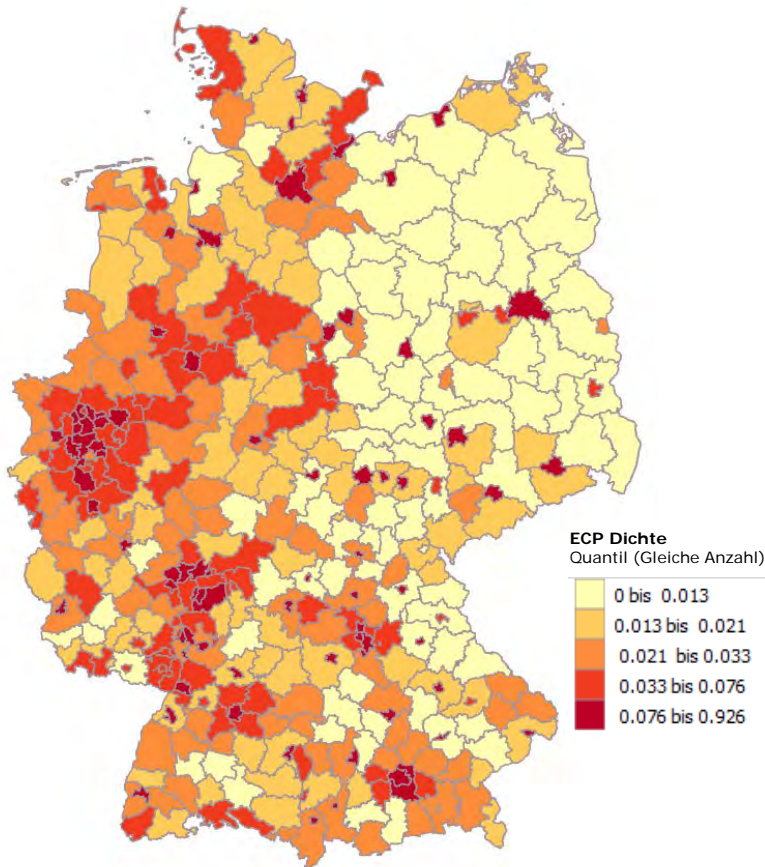 ECP Dichte
Quantil (Gleiche Anzahl)
0 bis 0.013
0.013 bis 0.021
0.021 bis 0.033
0.033 bis 0.076
0.076 bis 0.926